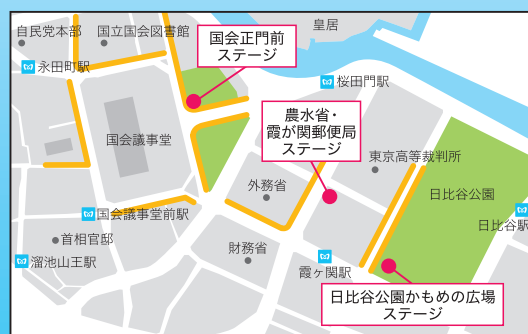 皇居
自民党本部
国立国会図書館
国会正門前
ステージ
永田町駅
桜田門駅
農水省・
霞が関郵便局
ステージ
国会議事堂
東京高等裁判所
外務省
日比谷公園
国会議事堂前駅
日比谷駅
首相官邸
財務省
溜池山王駅
霞ヶ関駅
日比谷公園かもめの広場
ステージ